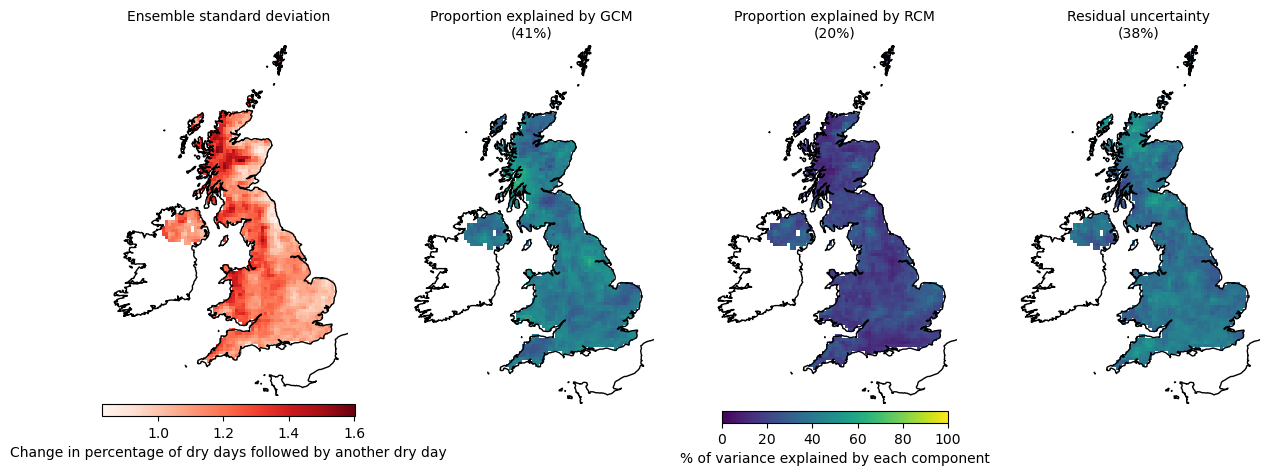 Ensemble standard deviation
Proportion explained by GCM
(41%)
Proportion explained by RCM
(20%)
Residual uncertainty
(38%)
1.0 1.2 1.4 1.6
Change in percentage of dry days followed by another dry day
0 20 40 60 80 100
% of variance explained by each component